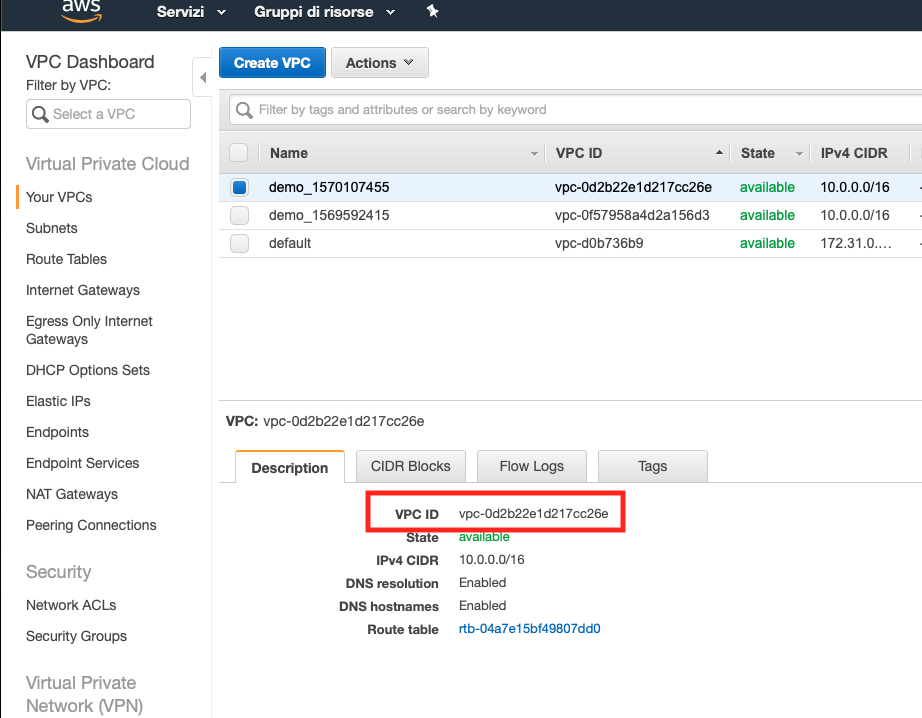 aws Servizi Gruppi di risorse
VPC Dashboard
Filter by VPC:
Select a VPC
Virtual Private Cloud
Your VPCs
Subnets
Route Tables
Internet Gateways
Egress Only Internet
Gateways
DHCP Options Sets
Elastic IPs
Endpoints
Endpoint Services
NAT Gateways
Peering Connections
Security
Network ACLs
Security Groups
Virtual Private
Network (VPN)
Create VPC Actions
Filter by tags and attributes or search by keyword
Name VPC ID State IPv4 CIDR
demo_1570107455 vpc-0d2b22e1d217cc26e available 10.0.0.0/16
demo_1569592415 vpc-0f57958a4d2a156d3 available 10.0.0.0/16
default vpc-d0b736b9 available 172.31.0....
VPC: vpc-0d2b22e1d217cc26e
Description CIDR Blocks Flow Logs Tags
VPC ID vpc-0d2b22e1d217cc26e
State available
IPv4 CIDR 10.0.0.0/16
DNS resolution Enabled
DNS hostnames Enabled
Route table rtb-04a7e15bf49807dd0